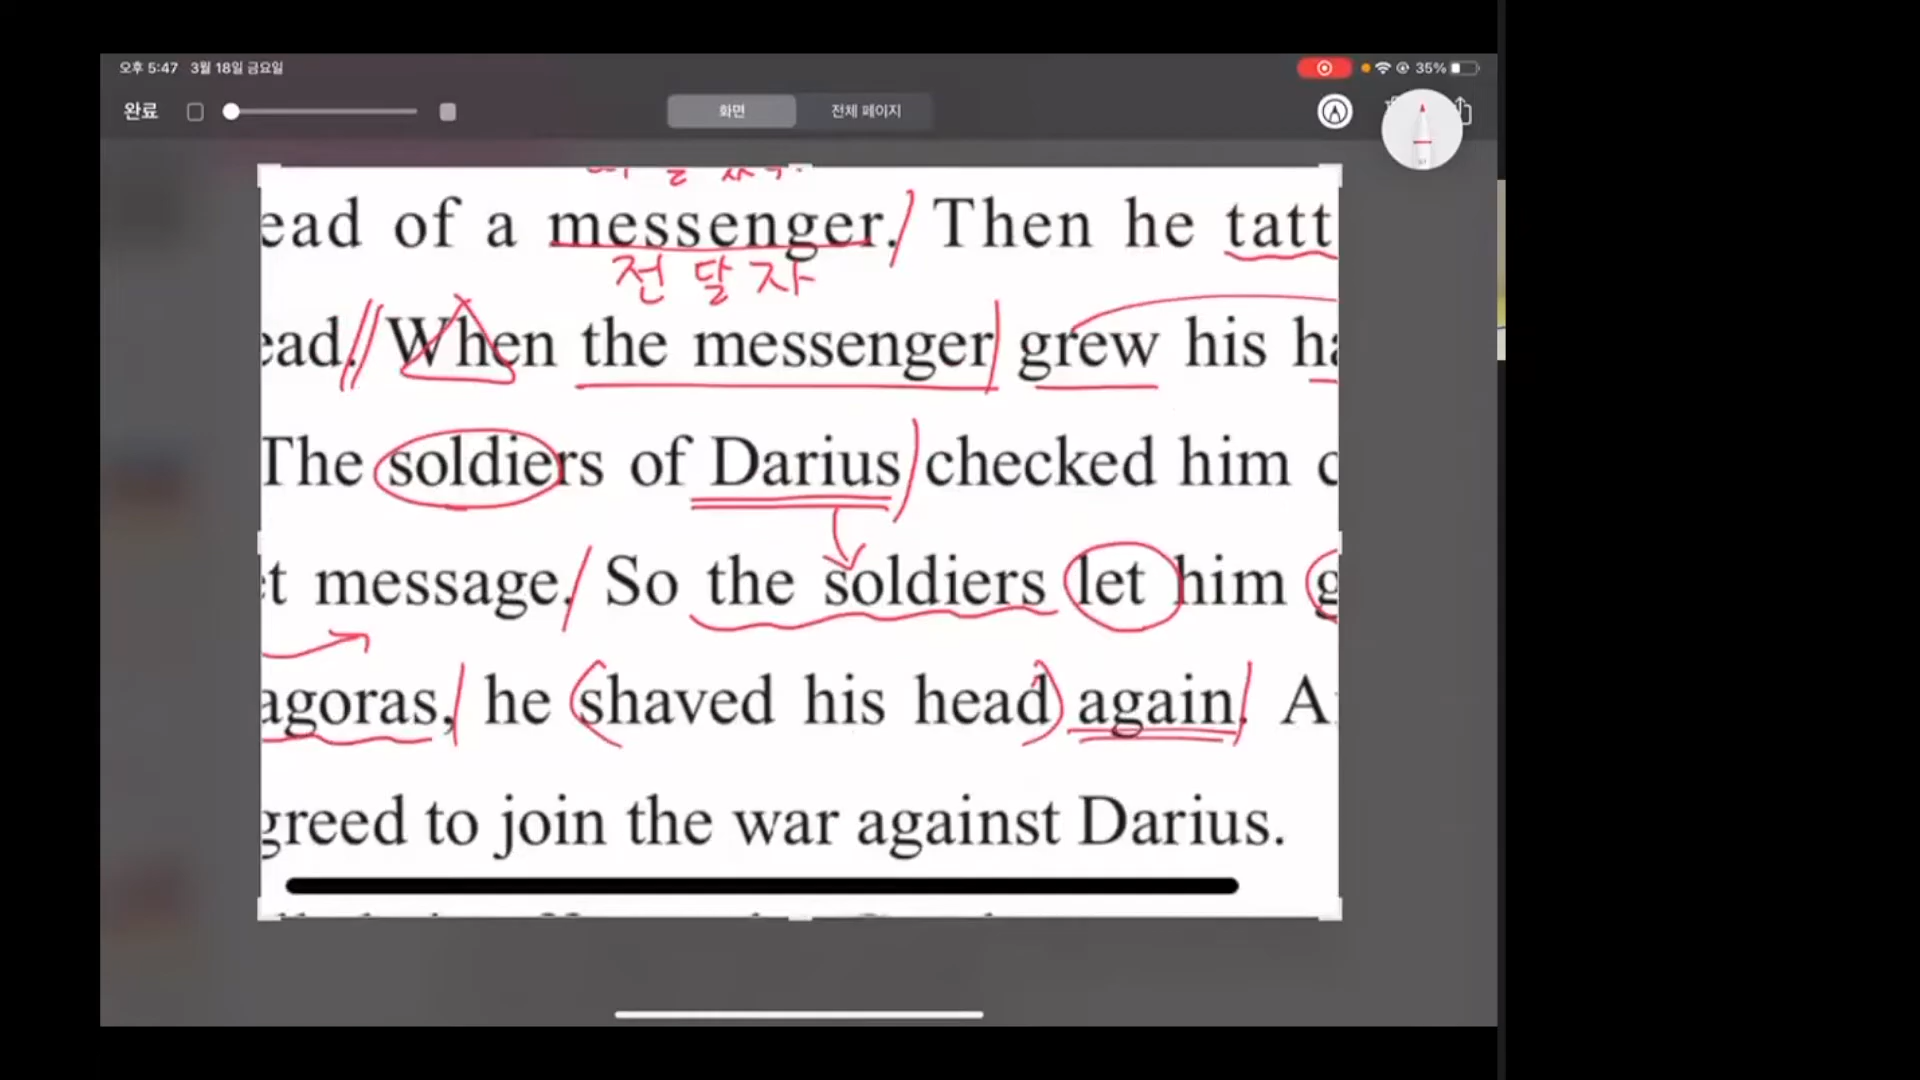 오후 5:47 3월 18일 금요일
35%
완료
화면 전체 페이지
ead of a messenger. Then he tatt
전달자
ead. When the messenger grew his ha
The soldiers of Darius checked him c
et message. So the soldiers let him g
agoras, he shaved his head again. A
greed to join the war against Darius.